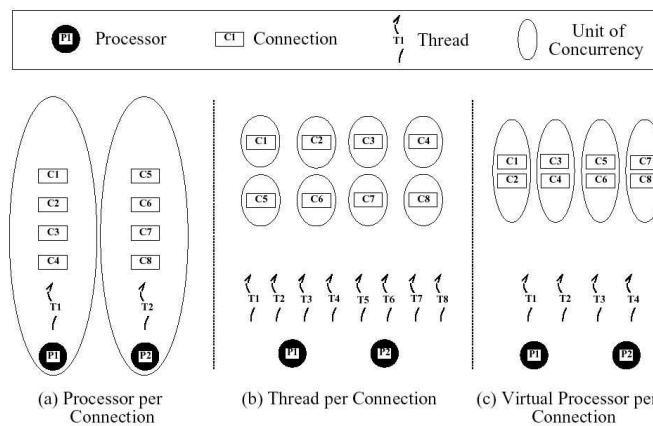 P1 Processor C1 Connection T1 Thread Unit of
Concurrency
C1 C5
C2 C6
C3 C7
C4 C8
T1 T2
P1 P2
(a) Processor per
Connection
C1 C2 C3 C4
C5 C6 C7 C8
T1 T2 T3 T4 T5 T6 T7 T8
P1 P2
(b) Thread per Connection
C1 C3 C5 C7
C2 C4 C6 C8
T1 T2 T3 T4
P1 P2
(c) Virtual Processor per
Connection